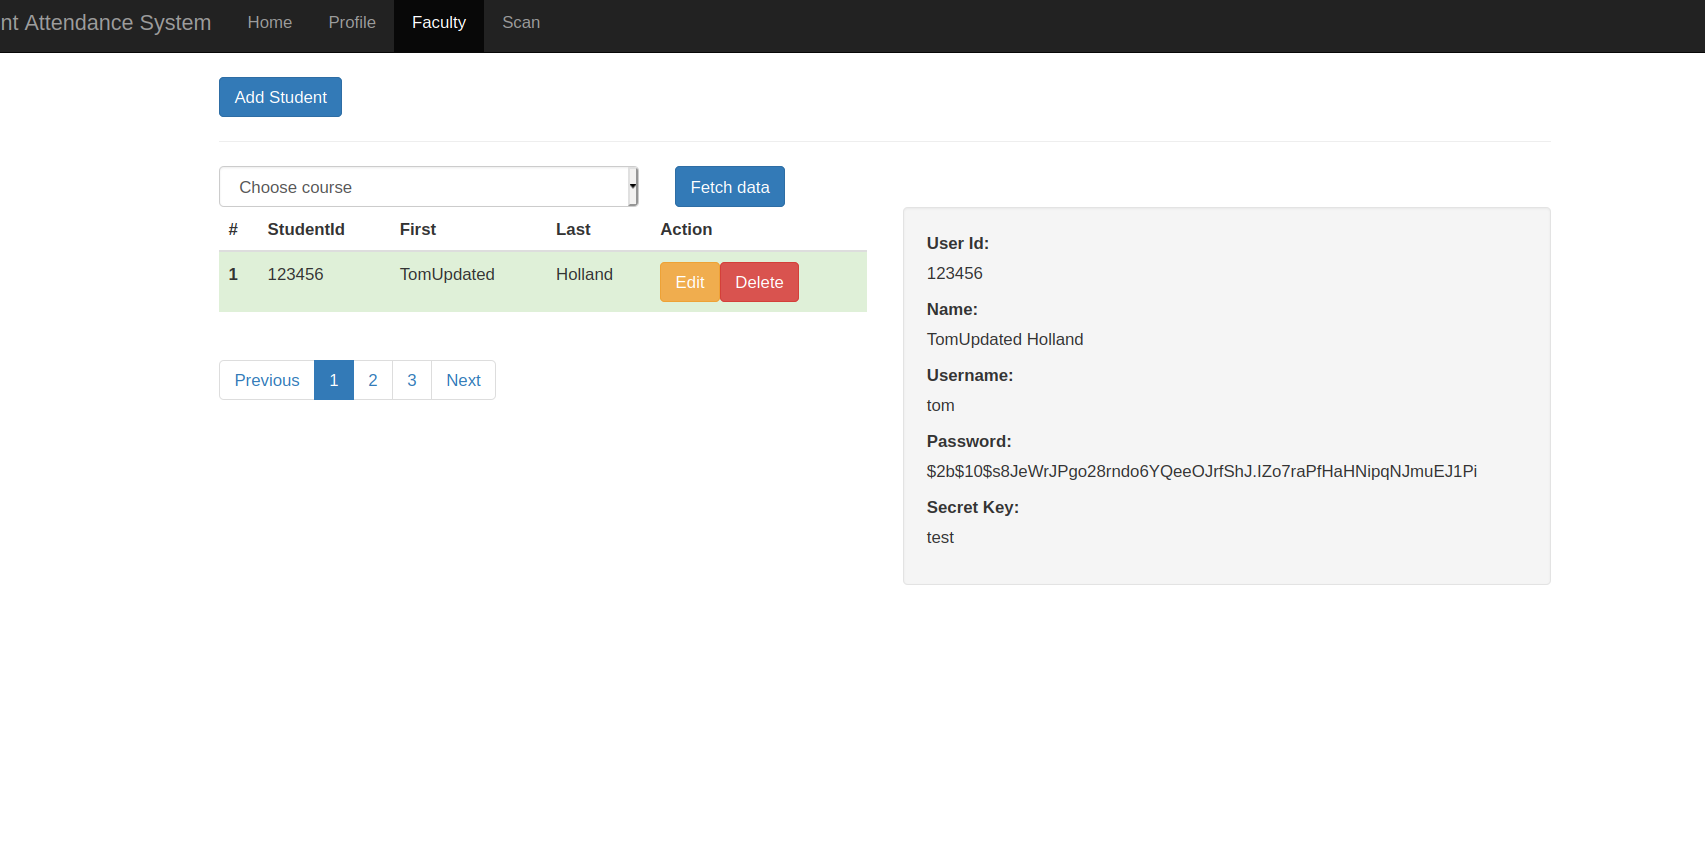 nt Attendance System Home Profile Faculty Scan
Add Student
Choose course Fetch data
# StudentId First Last Action
1 123456 TomUpdated Holland Edit Delete
Previous 1 2 3 Next
User Id:
123456
Name:
TomUpdated Holland
Username:
tom
Password:
$2b$10$s8JeWrJPgo28rndo6YQeeOJrfShJ.IZo7raPfHaHNipqNJmuEJ1Pi
Secret Key:
test